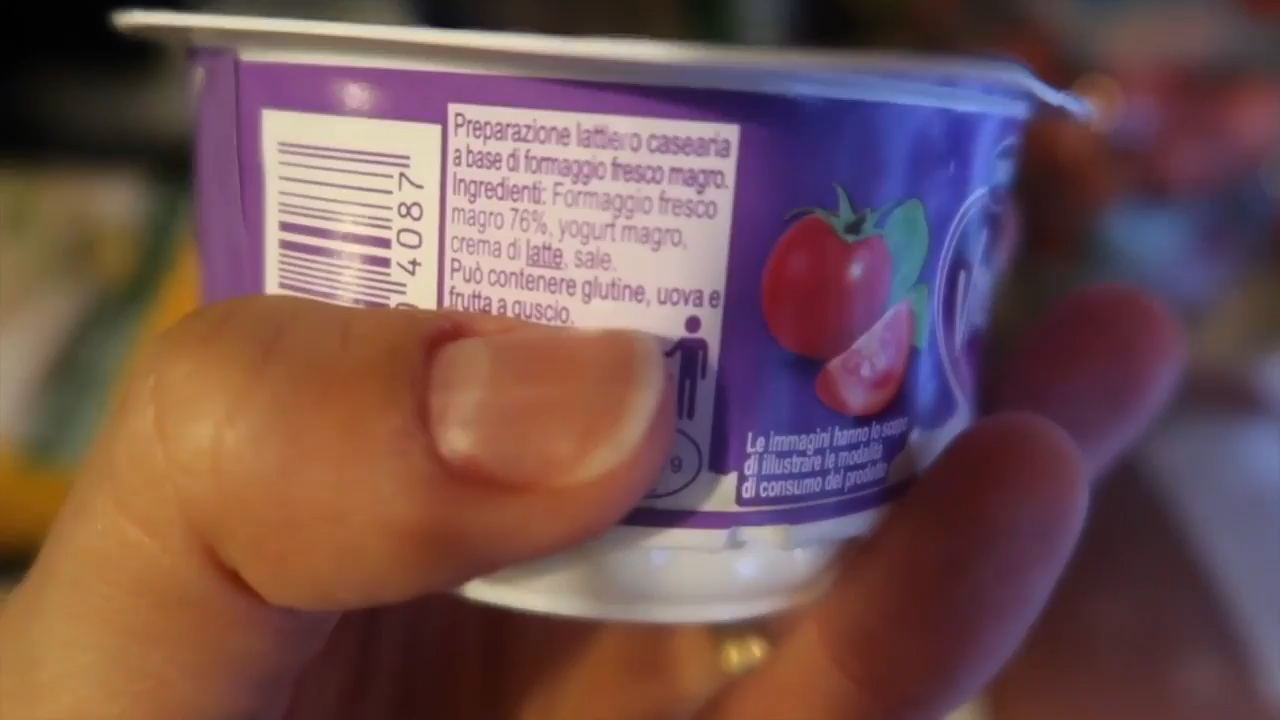 Preparazione lattiero casearia
a base di formaggio fresco magro.
Ingredienti: Formaggio fresco
magro 76%, yogurt magro,
crema di latte, sale.
Può contenere glutine, uova e
frutta a guscio.
4087
9
Le immagini hanno lo scopo
di illustrare le modalità
di consumo del prodotto